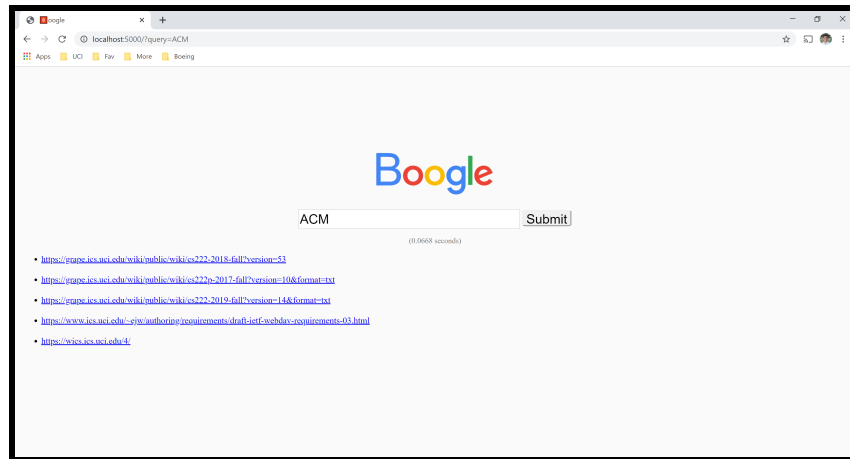 Boogle
localhost:5000/?query=ACM
Apps UCI Fav More Boeing
Boogle
ACM Submit
(0.0668 seconds)
https://grape.ics.uci.edu/wiki/public/wiki/cs222-2018-fall?version=53
https://grape.ics.uci.edu/wiki/public/wiki/cs222p-2017-fall?version=10&format=txt
https://grape.ics.uci.edu/wiki/public/wiki/cs222-2019-fall?version=14&format=txt
https://www.ics.uci.edu/~ejw/authoring/requirements/draft-ietf-webdav-requirements-03.html
https://wics.ics.uci.edu/4/